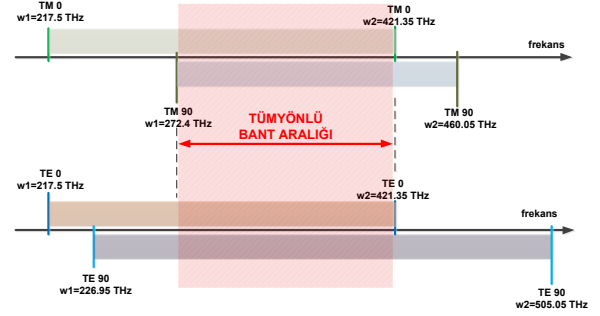 TM 0
w1=217.5 THz
TM 0
w2=421.35 THz
frekans
TM 90
w1=272.4 THz
TM 90
w2=460.05 THz
TÜMYÖNLÜ
BANT ARALIĞI
TE 0
w1=217.5 THz
TE 0
w2=421.35 THz
frekans
TE 90
w1=226.95 THz
TE 90
w2=505.05 THz